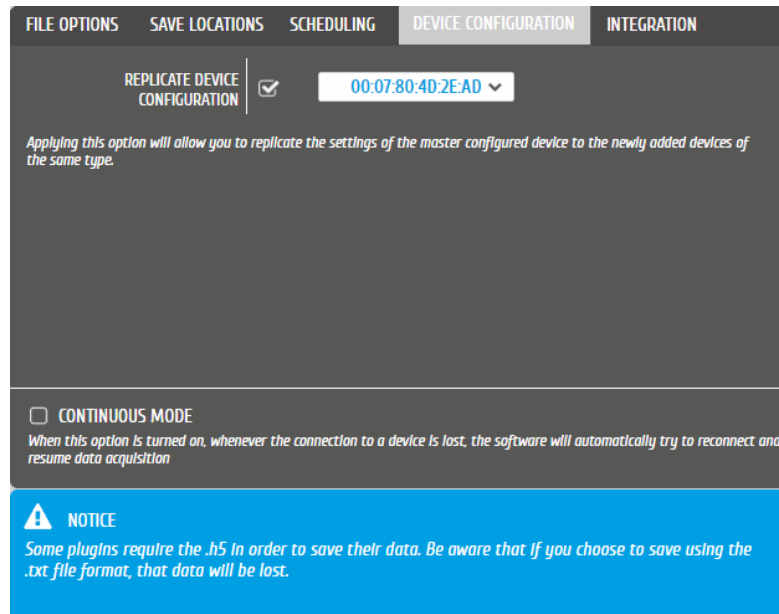 FILE OPTIONS SAVE LOCATIONS SCHEDULING DEVICE CONFIGURATION INTEGRATION
REPLICATE DEVICE
CONFIGURATION
00:07:80:4D:2E:AD
Applying this option will allow you to replicate the settings of the master configured device to the newly added devices of
the same type.
CONTINUOUS MODE
When this option is turned on, whenever the connection to a device is lost, the software will automatically try to reconnect and
resume data acquisition
NOTICE
Some plugins require the .h5 in order to save their data. Be aware that if you choose to save using the
.txt file format, that data will be lost.